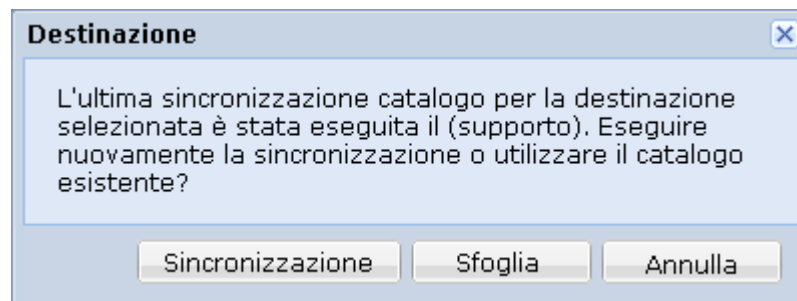 Destinazione
L'ultima sincronizzazione catalogo per la destinazione
selezionata è stata eseguita il (supporto). Eseguire
nuovamente la sincronizzazione o utilizzare il catalogo
esistente?
Sincronizzazione Sfoglia Annulla